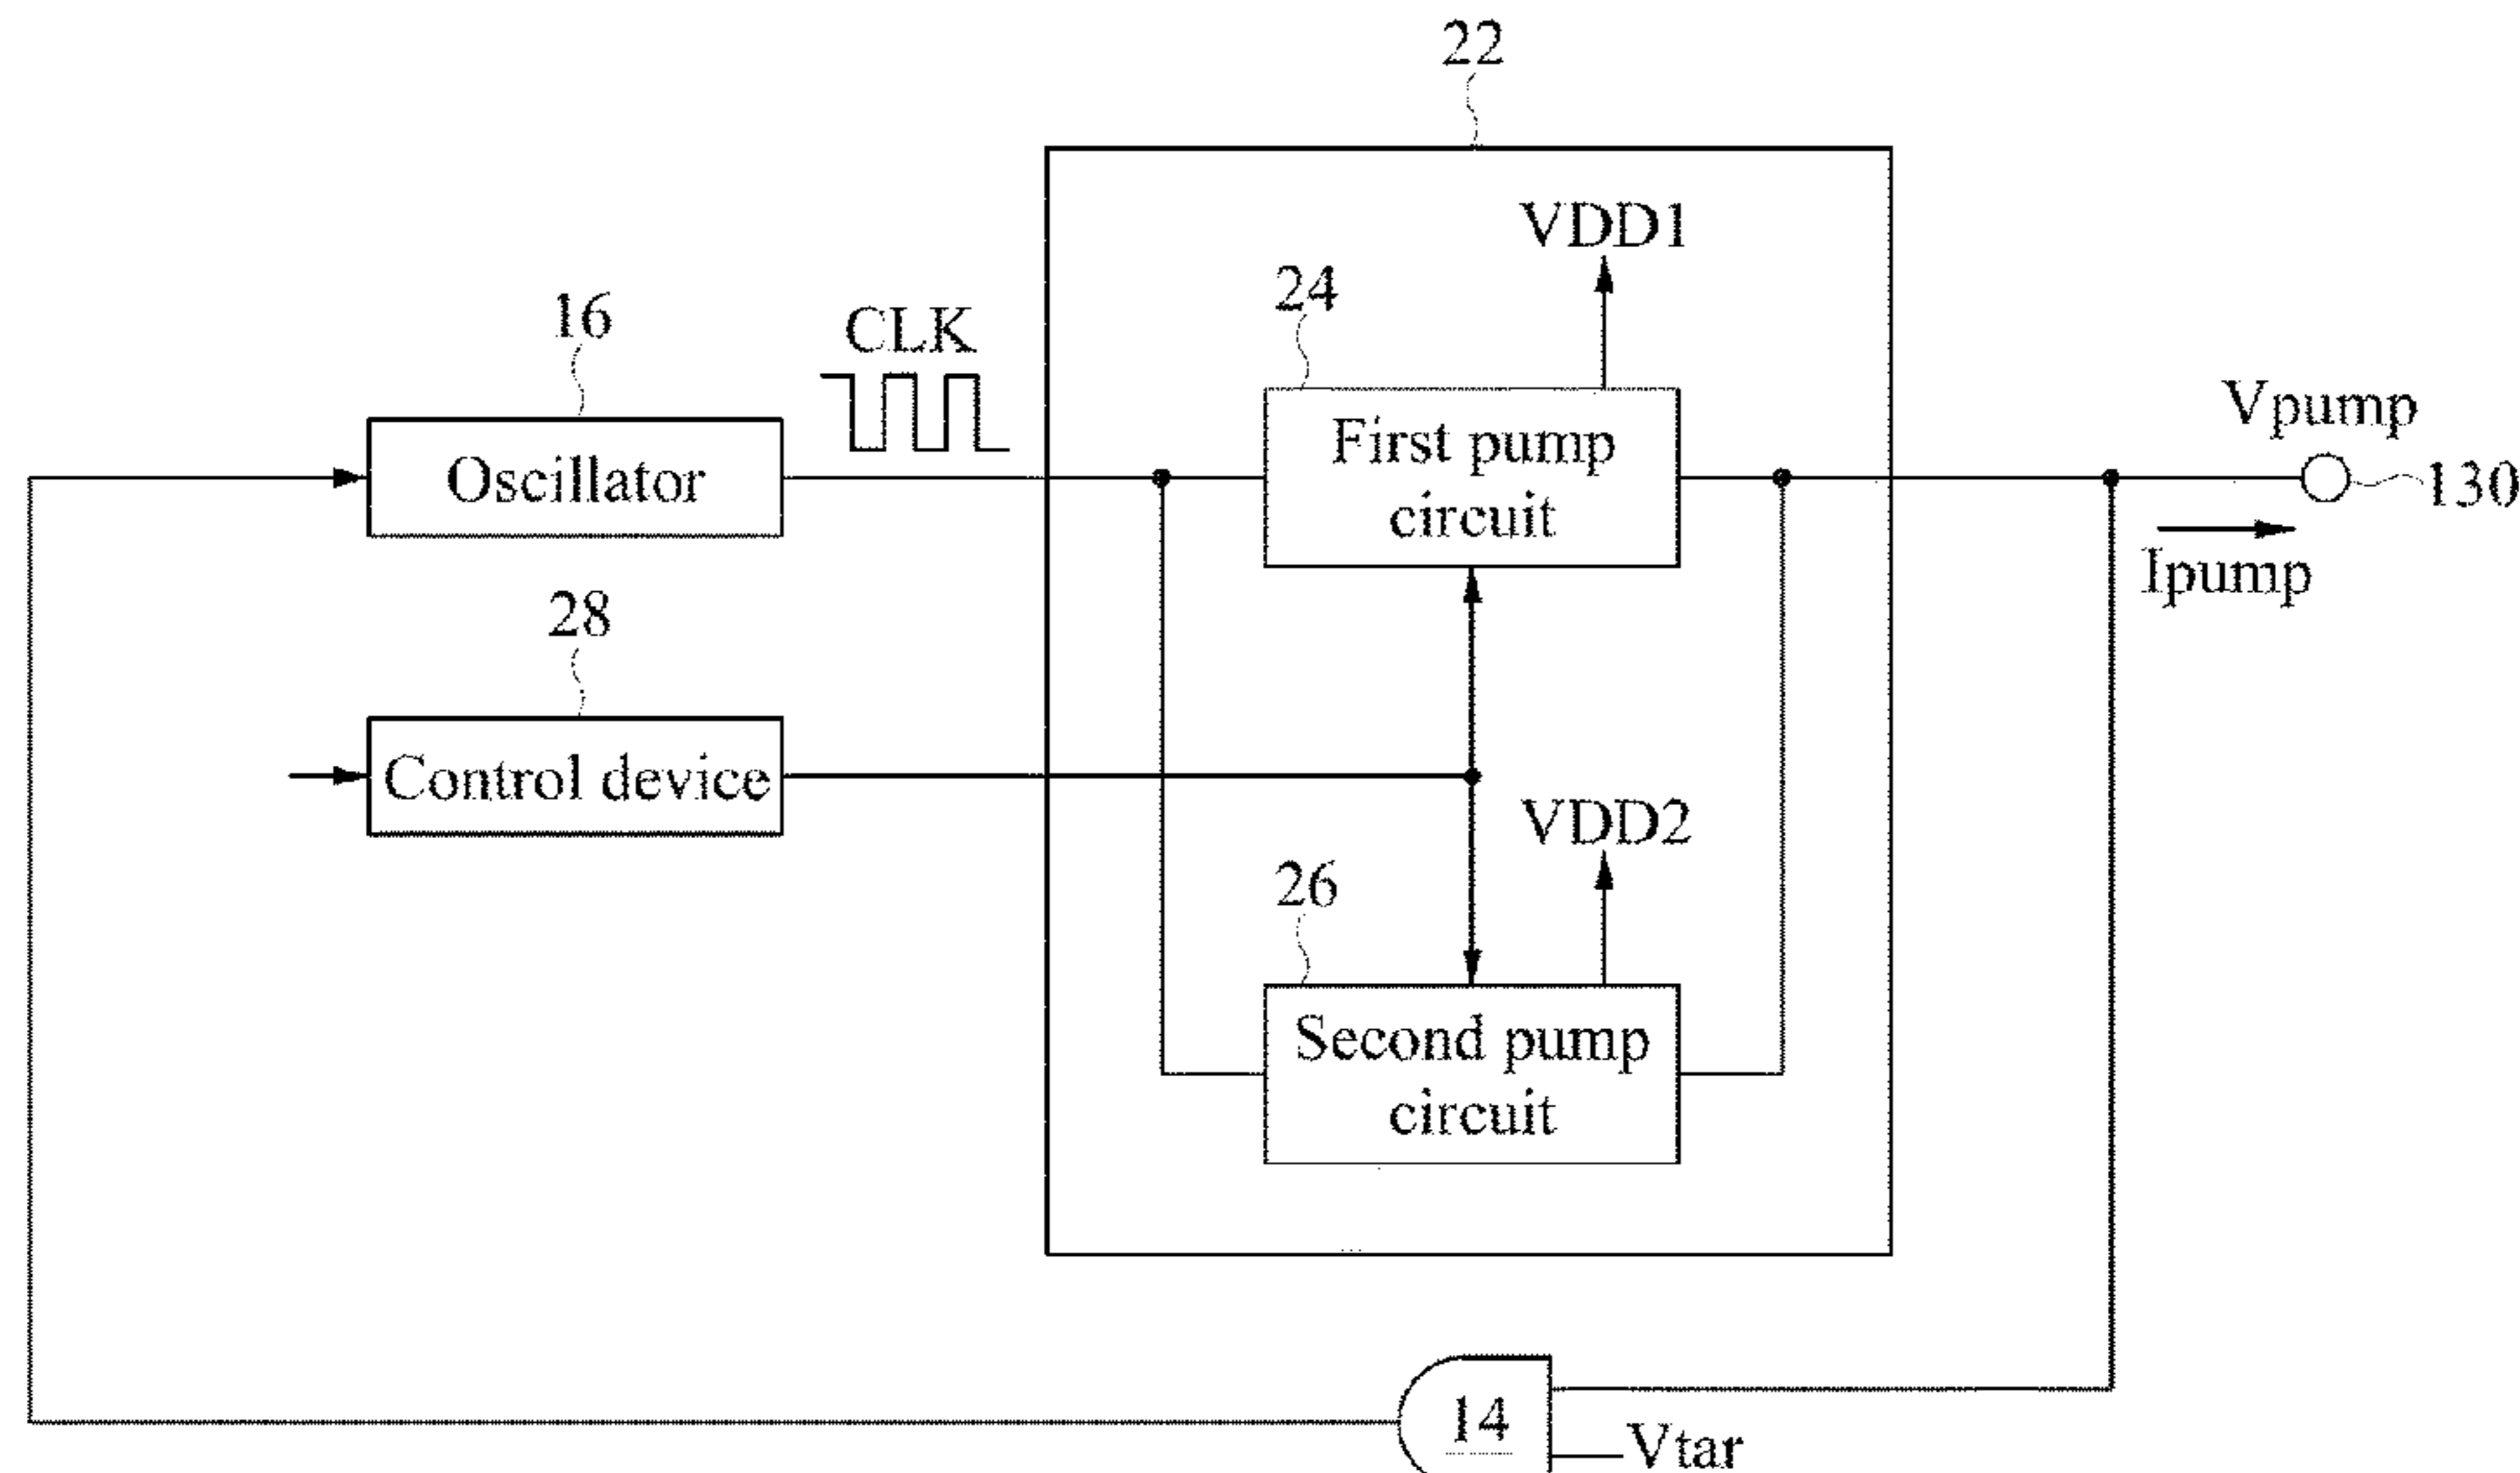 22
VDD1
24
16
CLK
First pump
circuit
Vpump
Oscillator
130
Ipump
28
Control device
VDD2
26
Second pump
circuit
14
Vtar